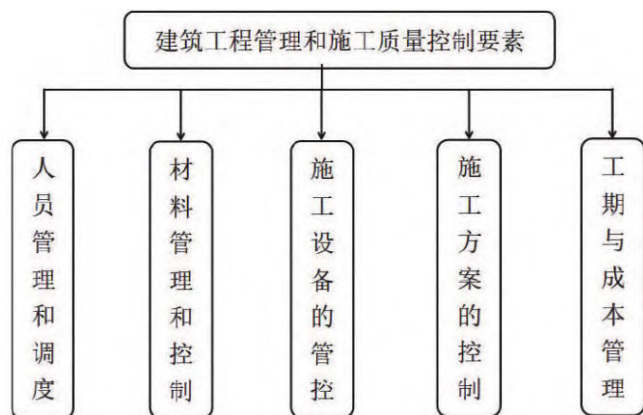 建筑工程管理和施工质量控制要素
人员管理和调度
材料管理和控制
施工设备的管控
施工方案的控制
工期与成本管理